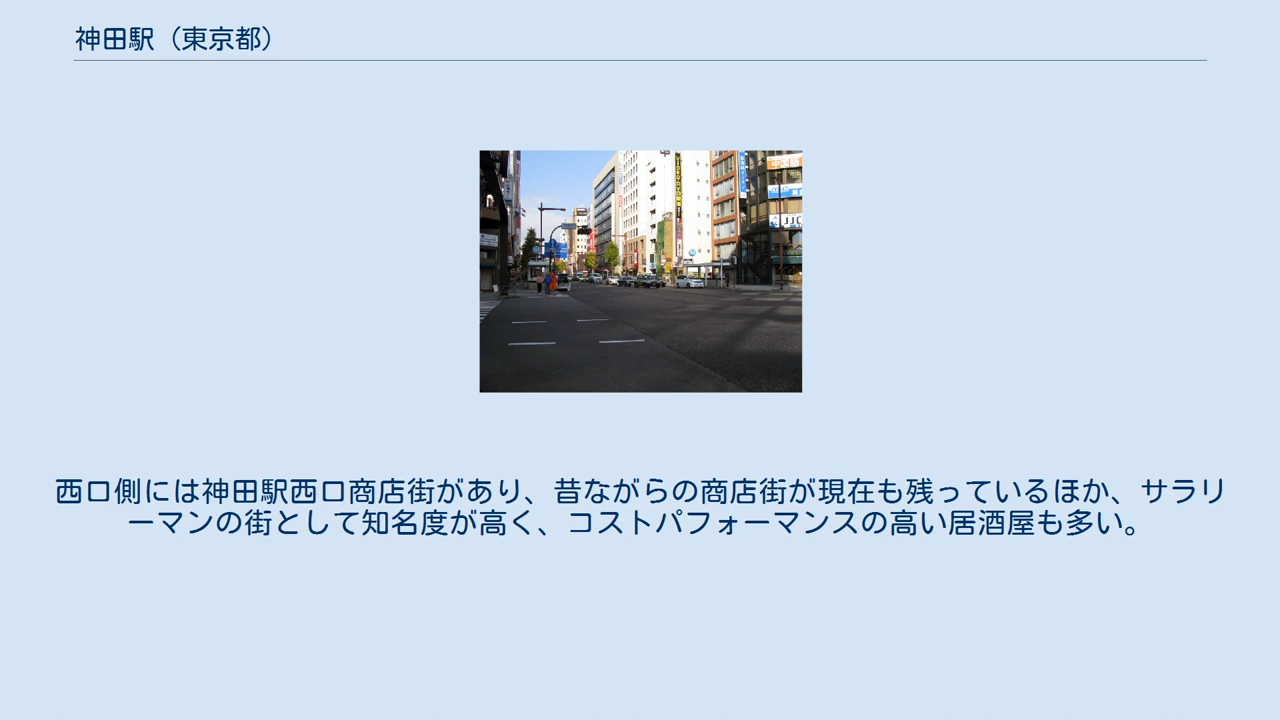 神田駅（東京都）
JJC
西口側には神田駅西口商店街があり、昔ながらの商店街が現在も残っているほか、サラリ
ーマンの街として知名度が高く、コストパフォーマンスの高い居酒屋も多い。